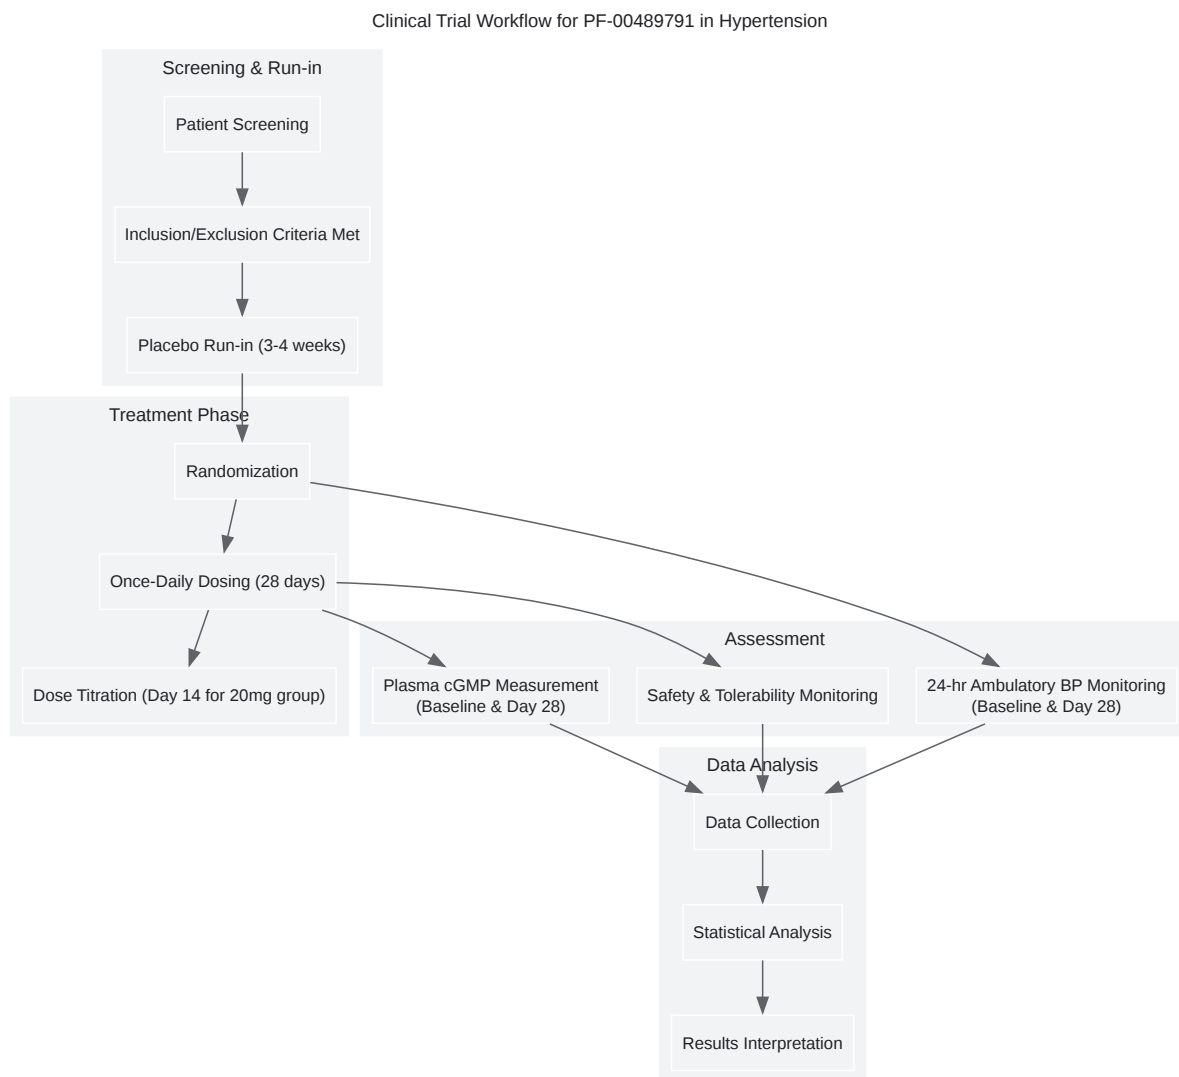 Clinical Trial Workflow for PF-00489791 in Hypertension
Screening & Run-in
Patient Screening
Inclusion/Exclusion Criteria Met
Placebo Run-in (3-4 weeks)
Treatment Phase
Randomization
Once-Daily Dosing (28 days)
Dose Titration (Day 14 for 20mg group)
Assessment
Plasma cGMP Measurement
(Baseline & Day 28)
Safety & Tolerability Monitoring
24-hr Ambulatory BP Monitoring
(Baseline & Day 28)
Data Analysis
Data Collection
Statistical Analysis
Results Interpretation